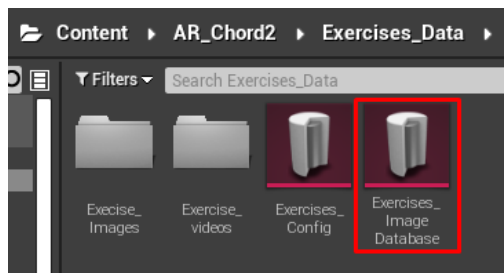 Content AR_Chord2 Exercises_Data
Filters Search Exercises_Data
Execise_
Images
Exercise_
videos
Exercises_
Config
Exercises_
Image
Database